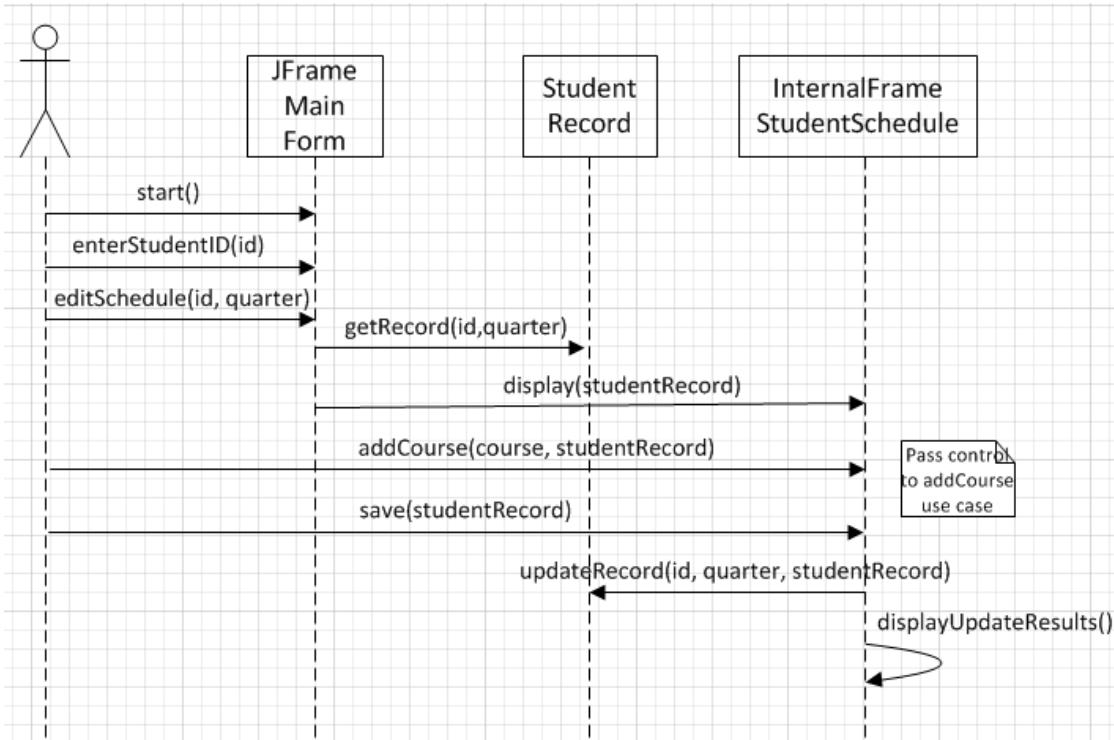 JFrame
Main
Form
Student
Record
InternalFrame
StudentSchedule
start()
enterStudentID(id)
editSchedule(id, quarter)
getRecord(id,quarter)
display(studentRecord)
addCourse(course, studentRecord)
Pass control
to addCourse
use case
save(studentRecord)
updateRecord(id, quarter, studentRecord)
displayUpdateResults()